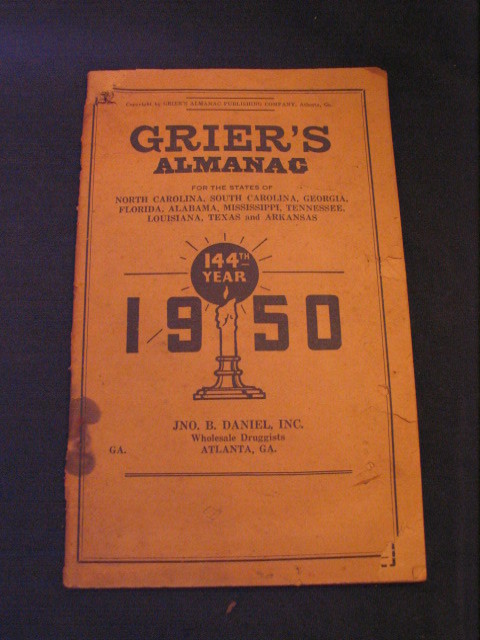 Copyright by GRIER'S ALMANAC PUBLISHING COMPANY, Atlanta, Ga.
GRIER'S
ALMANAC
FOR THE STATES OF
NORTH CAROLINA, SOUTH CAROLINA, GEORGIA,
FLORIDA, ALABAMA, MISSISSIPPI, TENNESSEE,
LOUISIANA, TEXAS and ARKANSAS
144TH
YEAR
1950
JNO. B. DANIEL, INC.
Wholesale Druggists
GA. ATLANTA, GA.